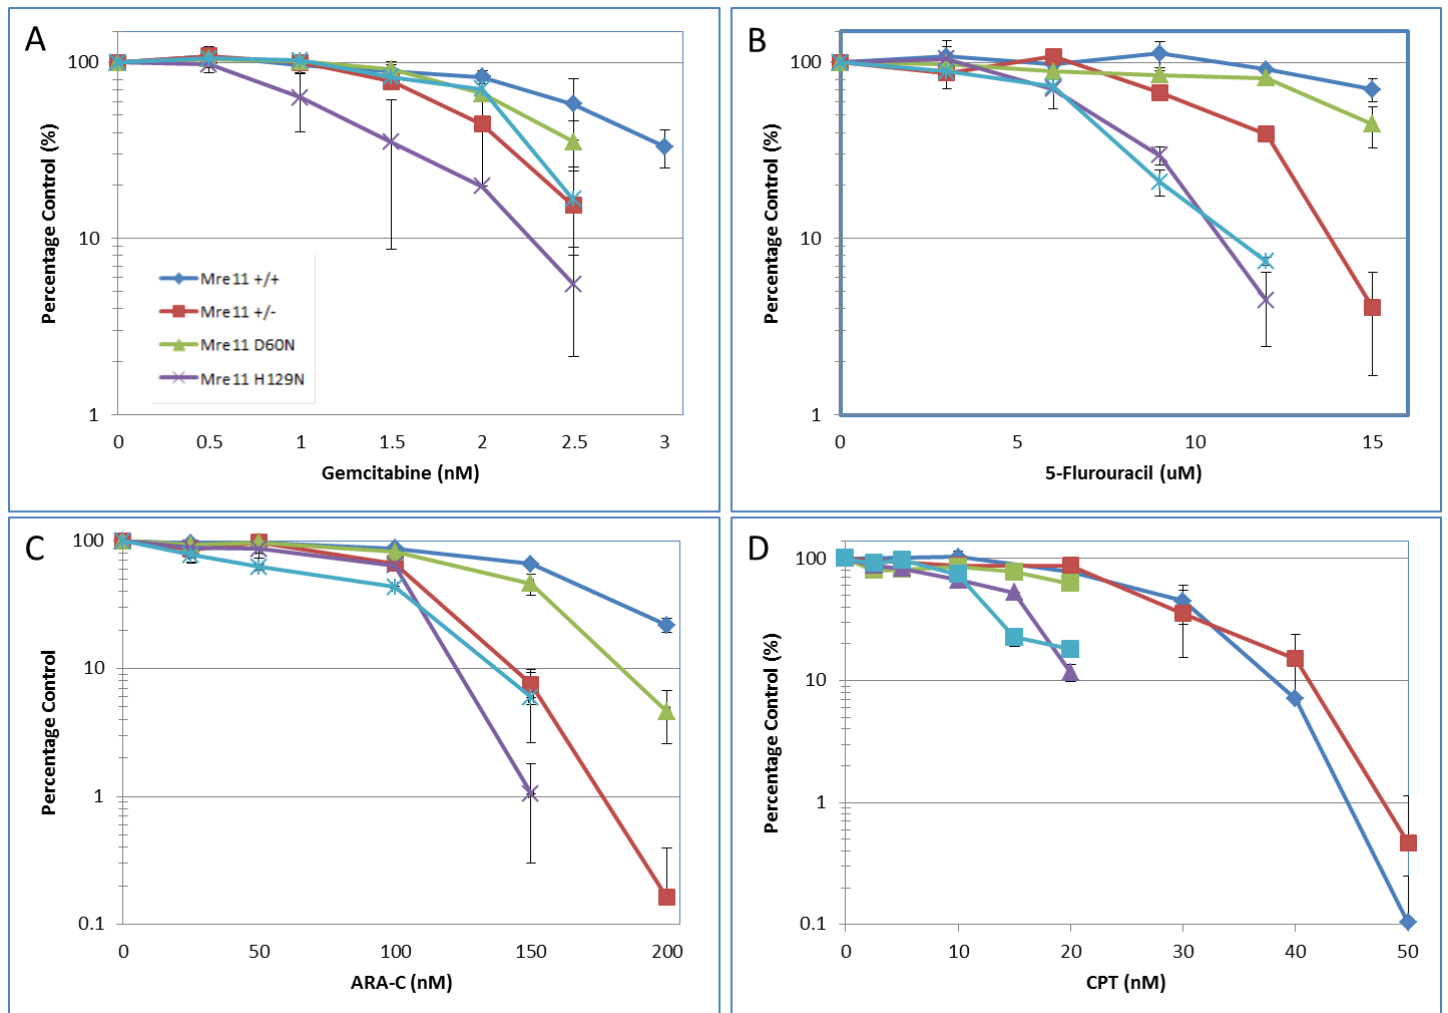 A
Percentage Control (%)
100
10
1
Mre11 +/+
Mre11 +/-
Mre11 D60N
Mre11 H129N
0 0.5 1 1.5 2 2.5 3
Gemcitabine (nM)
B
Percentage Control (%)
100
10
1
0 5 10 15
5-Flurouracil (uM)
C
Percentage Control
100
10
1
0.1
0 50 100 150 200
ARA-C (nM)
D
Percentage Control (%)
100
10
1
0.1
0 10 20 30 40 50
CPT (nM)